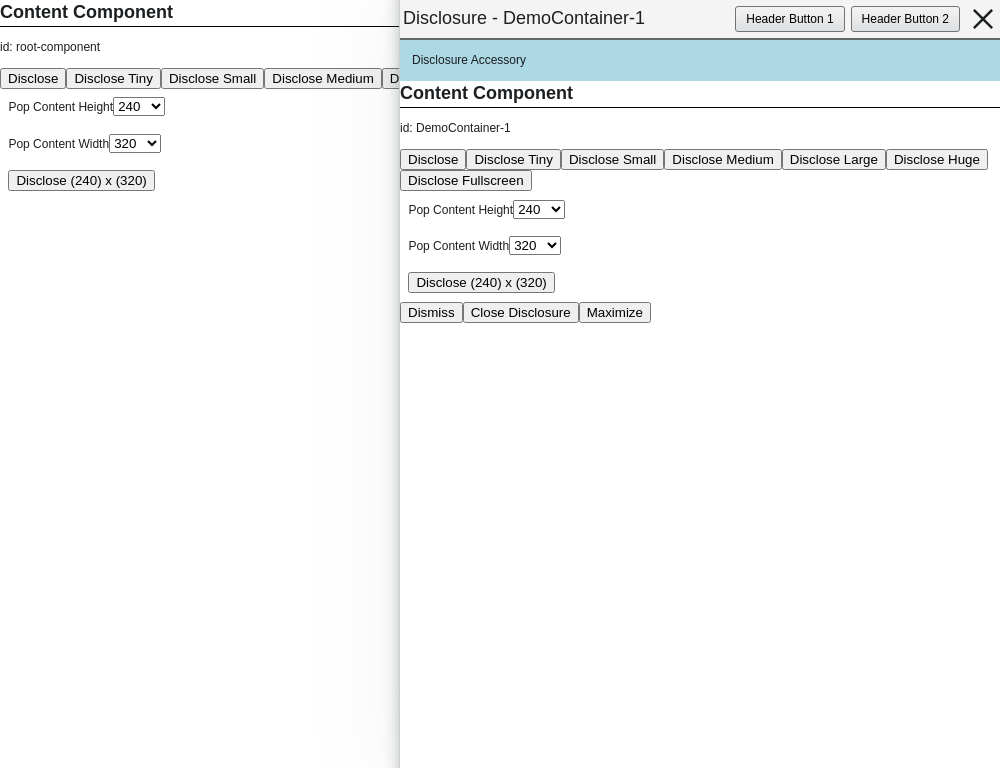 Content Component
id: root-component
Disclose Disclose Tiny Disclose Small Disclose Medium D
Pop Content Height 240
Pop Content Width 320
Disclose (240) x (320)
Disclosure - DemoContainer-1 Header Button 1 Header Button 2
Disclosure Accessory
Content Component
id: DemoContainer-1
Disclose Disclose Tiny Disclose Small Disclose Medium Disclose Large Disclose Huge
Disclose Fullscreen
Pop Content Height 240
Pop Content Width 320
Disclose (240) x (320)
Dismiss Close Disclosure Maximize